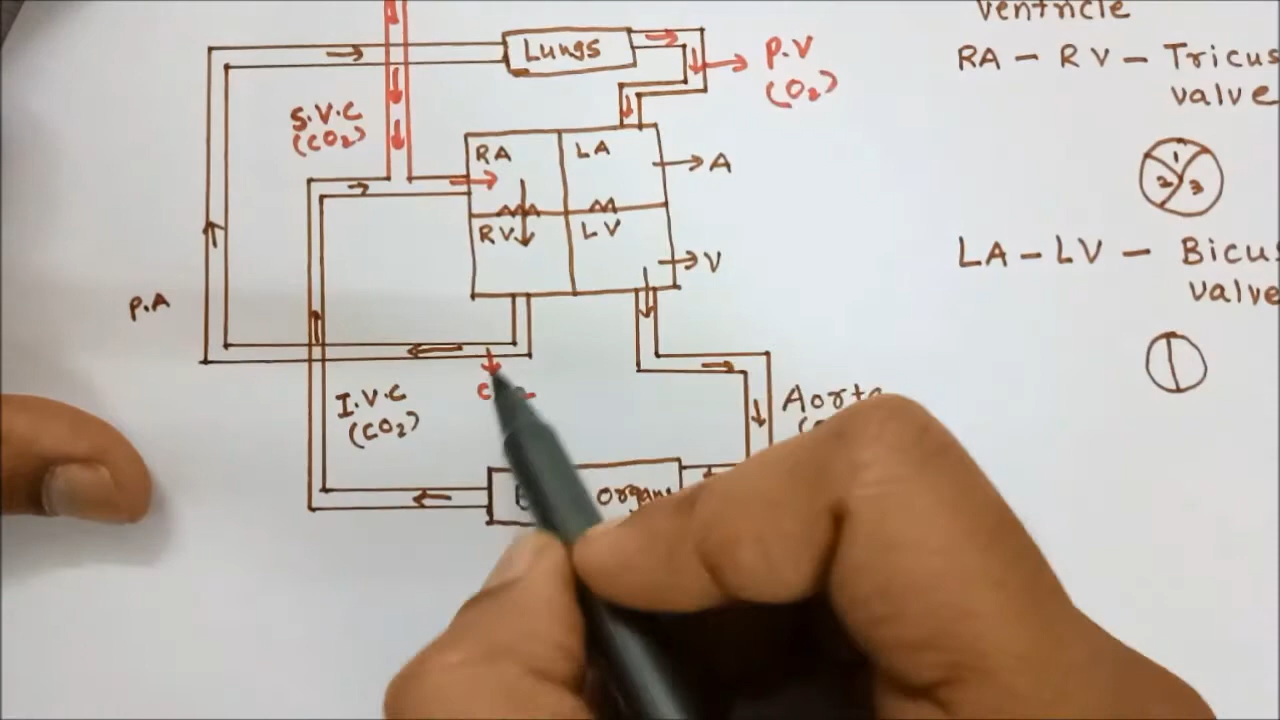 ventricle
Lungs
P.V
(O₂)
RA - RV - Tricus
valve
S.V.C
(CO₂)
RA
LA
A
1
2
3
RV
LV
V
LA - LV - Bicus
valve
P.A
I.V.C
(CO₂)
Aorta
Organs